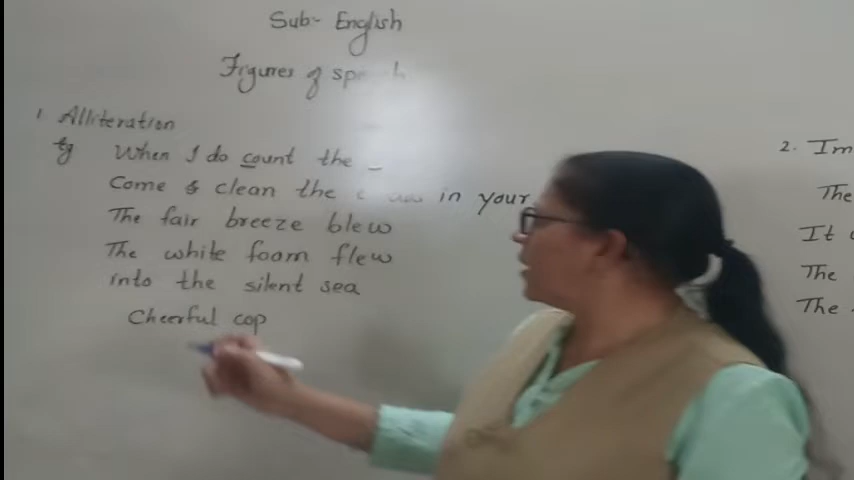 Sub- English
Figures of speech
1. Alliteration
eg When I do count the
Come & clean the in your
The fair breeze blew
The white foam flew
into the silent sea
Cheerful cop
2. Im
The
It
The
The